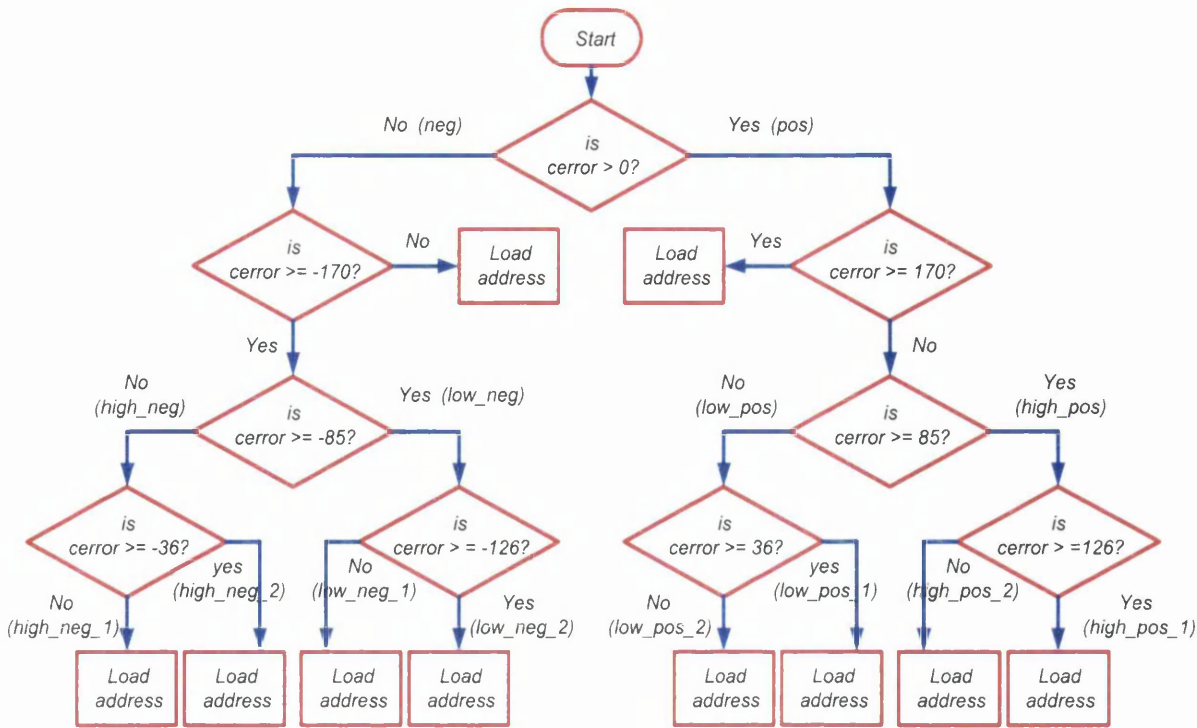 Start
No (neg)
Yes (pos)
is
cerror > 0?
is
cerror >= -170?
No
Load
address
Load
address
Yes
is
cerror >= 170?
Yes
No
No
(high_neg)
is
cerror >= -85?
Yes (low_neg)
No
(low_pos)
is
cerror >= 85?
Yes
(high_pos)
is
cerror >= -36?
is
cerror > = -126?
is
cerror >= 36?
is
cerror > =126?
No
(high_neg_1)
yes
(high_neg_2)
No
(low_neg_1)
Yes
(low_neg_2)
No
(low_pos_2)
yes
(low_pos_1)
No
(high_pos_2)
Yes
(high_pos_1)
Load
address
Load
address
Load
address
Load
address
Load
address
Load
address
Load
address
Load
address